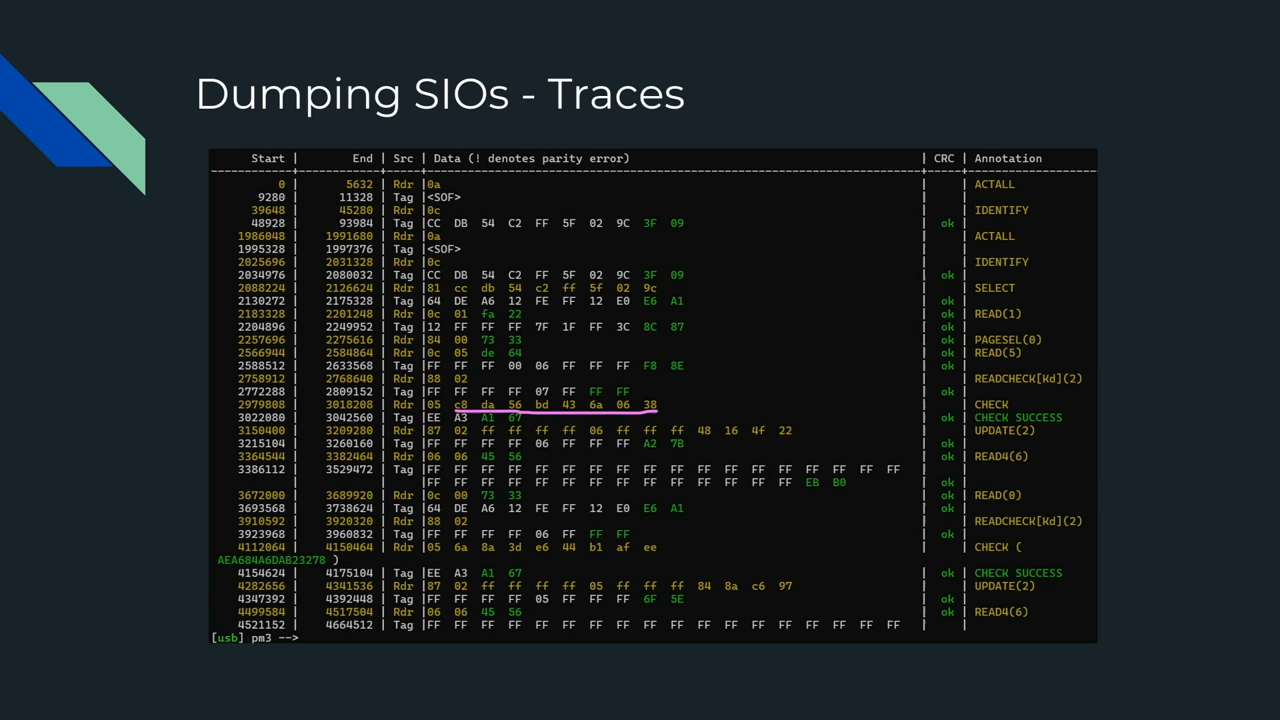 Dumping SIOs - Traces
Start | End | Src | Data (! denotes parity error) | CRC | Annotation
0 | 5632 | Rdr |0a | | ACTALL
9280 | 11328 | Tag |<SOF> | |
39648 | 45280 | Rdr |0c | | IDENTIFY
48928 | 93984 | Tag |CC DB 54 C2 FF 5F 02 9C 3F 09 | ok |
1986048 | 1991680 | Rdr |0a | | ACTALL
1995328 | 1997376 | Tag |<SOF> | |
2025696 | 2031328 | Rdr |0c | | IDENTIFY
2034976 | 2080032 | Tag |CC DB 54 C2 FF 5F 02 9C 3F 09 | ok |
2088224 | 2126624 | Rdr |81 cc db 54 c2 ff 5f 02 9c | | SELECT
2130272 | 2175328 | Tag |64 DE A6 12 FE FF 12 E0 E6 A1 | ok |
2183328 | 2201248 | Rdr |0c 01 fa 22 | ok | READ(1)
2204896 | 2249952 | Tag |12 FF FF FF 7F 1F FF 3C 8C 87 | ok |
2257696 | 2275616 | Rdr |84 00 73 33 | ok | PAGESEL(0)
2566944 | 2584864 | Rdr |0c 05 de 64 | ok | READ(5)
2588512 | 2633568 | Tag |FF FF FF 00 06 FF FF FF F8 8E | ok |
2758912 | 2768640 | Rdr |88 02 | | READCHECK[Kd](2)
2772288 | 2809152 | Tag |FF FF FF FF 07 FF FF FF | ok |
2979808 | 3018208 | Rdr |05 c8 da 56 bd 43 6a 06 38 | | CHECK
3022080 | 3042560 | Tag |EE A3 A1 67 | ok | CHECK SUCCESS
3150400 | 3209280 | Rdr |87 02 ff ff ff ff 06 ff ff ff 48 16 4f 22 | | UPDATE(2)
3215104 | 3260160 | Tag |FF FF FF FF 06 FF FF FF A2 7B | ok |
3364544 | 3382464 | Rdr |06 06 45 56 | ok | READ4(6)
3386112 | 3529472 | Tag |FF FF FF FF FF FF FF FF FF FF FF FF FF FF FF FF FF FF | |
| | |FF FF FF FF FF FF FF FF FF FF FF FF FF FF EB B0 | ok |
3672000 | 3689920 | Rdr |0c 00 73 33 | ok | READ(0)
3693568 | 3738624 | Tag |64 DE A6 12 FE FF 12 E0 E6 A1 | ok |
3910592 | 3920320 | Rdr |88 02 | | READCHECK[Kd](2)
3923968 | 3960832 | Tag |FF FF FF FF 06 FF FF FF | ok |
4112064 | 4150464 | Rdr |05 6a 8a 3d e6 44 b1 af ee | | CHECK (
AEA684A6DAB23278 )
4154624 | 4175104 | Tag |EE A3 A1 67 | ok | CHECK SUCCESS
4282656 | 4341536 | Rdr |87 02 ff ff ff ff 05 ff ff ff 84 8a c6 97 | | UPDATE(2)
4347392 | 4392448 | Tag |FF FF FF FF 05 FF FF FF 6F 5E | ok |
4499584 | 4517504 | Rdr |06 06 45 56 | ok | READ4(6)
4521152 | 4664512 | Tag |FF FF FF FF FF FF FF FF FF FF FF FF FF FF FF FF FF FF | |
[usb] pm3 -->